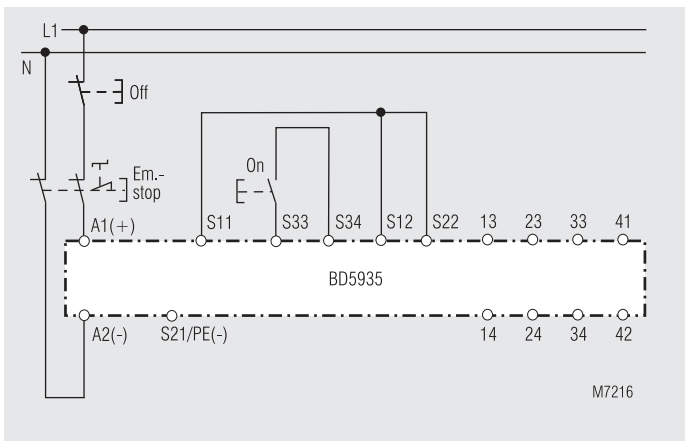 L1
N
Off
On
Em.-
stop
A1(+)
S11
S33
S34
S12
S22
13
23
33
41
BD5935
A2(-)
S21/PE(-)
14
24
34
42
M7216